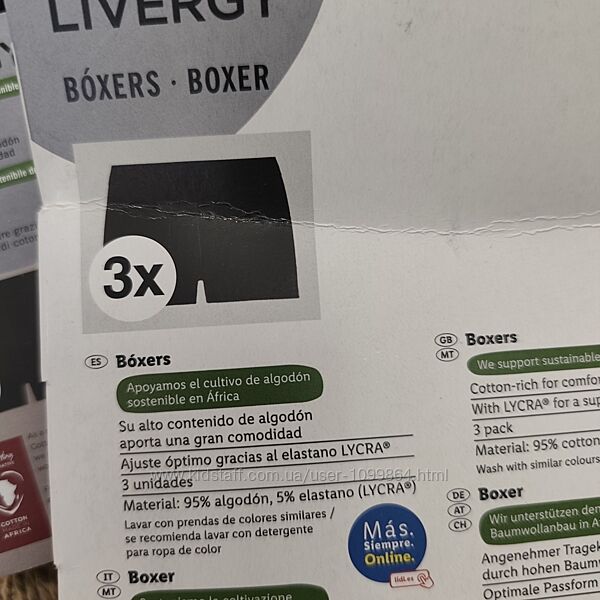 LIVERGY
BÓXERS · BOXER
3x
ES Bóxers
Apoyamos el cultivo de algodón
sostenible en África
Su alto contenido de algodón
aporta una gran comodidad
Ajuste óptimo gracias al elastano LYCRA®
3 unidades
Material: 95% algodón, 5% elastano (LYCRA®)
Lavar con prendas de colores similares /
se recomienda lavar con detergente
para ropa de color
Más.
Siempre.
Online.
lidl.es
IT MT Boxer
GB MT Boxers
We support sustainable
Cotton-rich for comfor
With LYCRA® for a sup
3 pack
Material: 95% cotton
Wash with similar colours
DE AT CH Boxer
Wir unterstützen den
Baumwollanbau in A
Angenehmer Tragek
durch hohen Baum
Optimale Passform
www.kidstaff.com.ua/user-1099864.html
COTTON
AFRICA